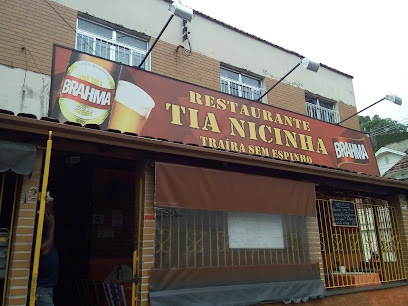 BRAHMA
RESTAURANTE
TIA NICINHA
TRAÍRA SEM ESPINHO
BRAHMA